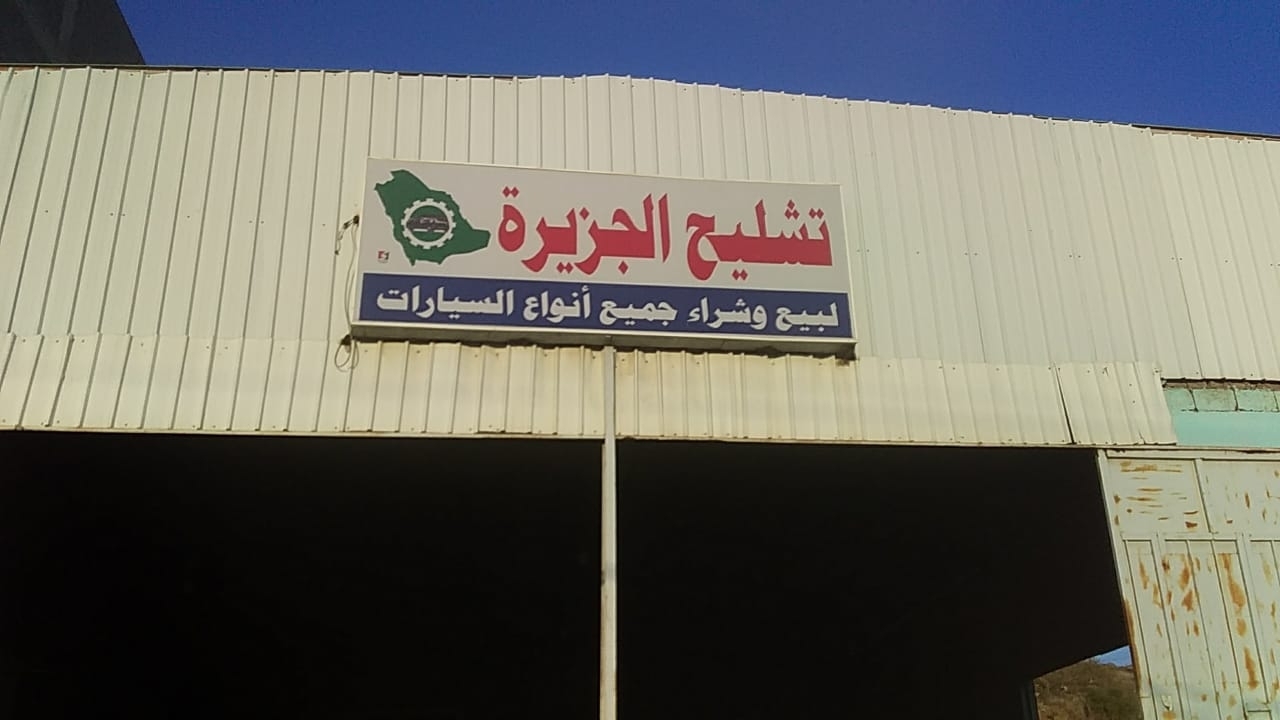 تشليح الجزيرة
لبيع وشراء جميع أنواع السيارات